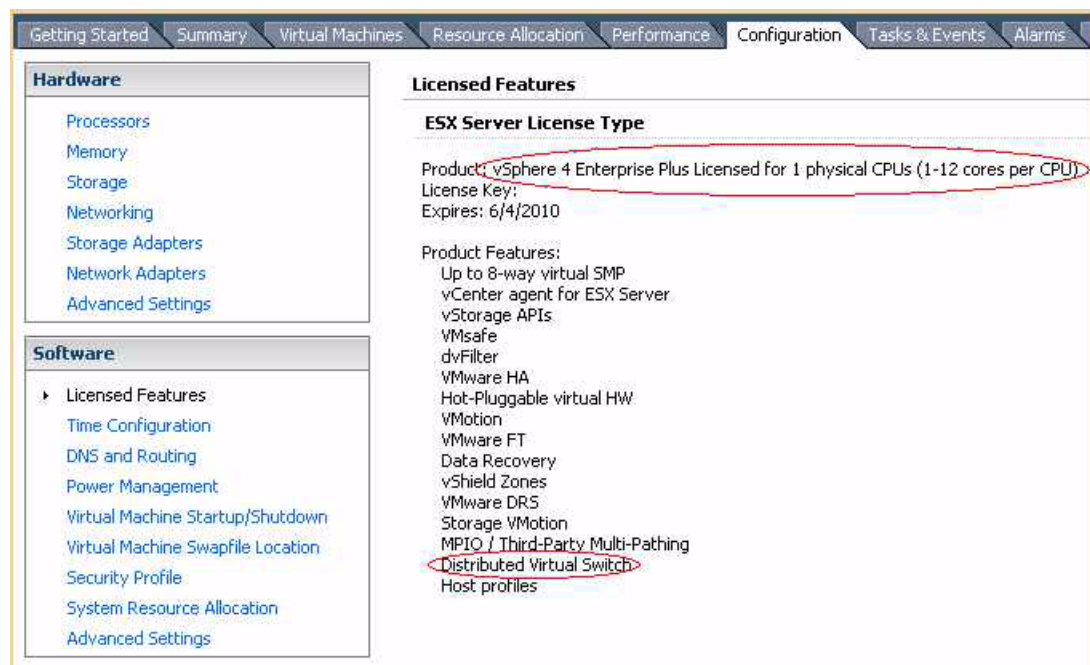 Getting Started Summary Virtual Machines Resource Allocation Performance Configuration Tasks & Events Alarms
Hardware
Processors
Memory
Storage
Networking
Storage Adapters
Network Adapters
Advanced Settings
Software
Licensed Features
Time Configuration
DNS and Routing
Power Management
Virtual Machine Startup/Shutdown
Virtual Machine Swapfile Location
Security Profile
System Resource Allocation
Advanced Settings
Licensed Features
ESX Server License Type
Product: vSphere 4 Enterprise Plus Licensed for 1 physical CPUs (1-12 cores per CPU)
License Key:
Expires: 6/4/2010
Product Features:
Up to 8-way virtual SMP
vCenter agent for ESX Server
vStorage APIs
VMsafe
dvFilter
VMware HA
Hot-Pluggable virtual HW
VMotion
VMware FT
Data Recovery
vShield Zones
VMware DRS
Storage VMotion
MPIO / Third-Party Multi-Pathing
Distributed Virtual Switch
Host profiles